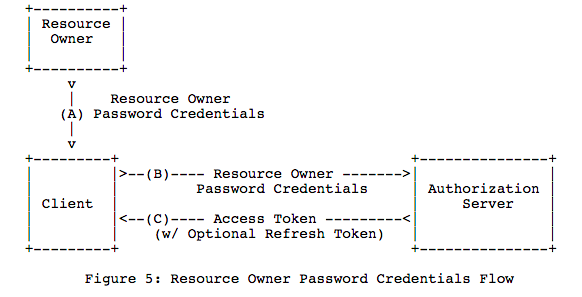 Resource
Owner
v
Resource Owner
(A) Password Credentials
v
>--(B)---- Resource Owner ------->
Password Credentials
Client
Authorization
Server
<--(C)---- Access Token ---------<
(w/ Optional Refresh Token)
Figure 5: Resource Owner Password Credentials Flow